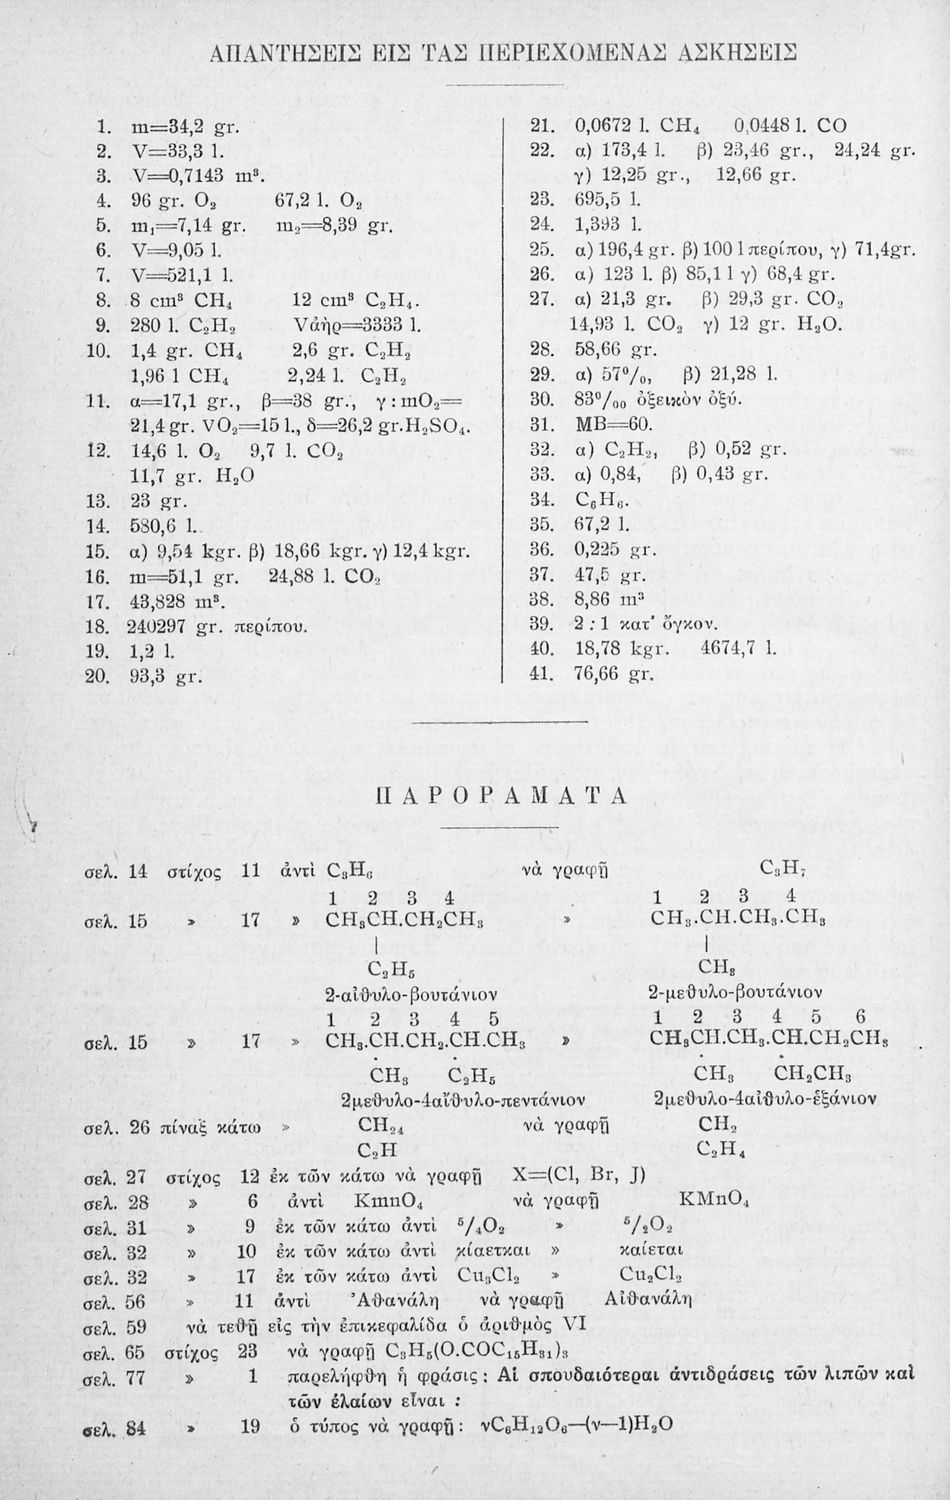 ΑΠΑΝΤΗΣΕΙΣ ΕΙΣ ΤΑΣ ΠΕΡΙΕΧΟΜΕΝΑΣ ΑΣΚΗΣΕΙΣ
1. m=34,2 gr.
2. V=33,3 l.
3. V=0,7143 m³.
4. 96 gr. O₂ 67,2 l. O₂
5. m₁=7,14 gr. m₂=8,39 gr.
6. V=9,05 l.
7. V=521,1 l.
8. 8 cm³ CH₄ 12 cm³ C₂H₄.
9. 280 l. C₂H₂ Vἀὴρ=3333 l.
10. 1,4 gr. CH₄ 2,6 gr. C₂H₂
1,96 l CH₄ 2,24 l. C₂H₂
11. α=17,1 gr., β=38 gr., γ : mO₂=
21,4 gr. VO₂=15 l., δ=26,2 gr. H₂SO₄.
12. 14,6 l. O₂ 9,7 l. CO₂
11,7 gr. H₂O
13. 23 gr.
14. 580,6 l.
15. α) 9,54 kgr. β) 18,66 kgr. γ) 12,4 kgr.
16. m=51,1 gr. 24,88 l. CO₂
17. 43,828 m³.
18. 240297 gr. περίπου.
19. 1,2 l.
20. 93,3 gr.
21. 0,0672 l. CH₄ 0,0448 l. CO
22. α) 173,4 l. β) 23,46 gr., 24,24 gr.
γ) 12,25 gr., 12,66 gr.
23. 695,5 l.
24. 1,393 l.
25. α) 196,4 gr. β) 100 l περίπου, γ) 71,4gr.
26. α) 123 l. β) 85,1 l γ) 68,4 gr.
27. α) 21,3 gr. β) 29,3 gr. CO₂
14,93 l. CO₂ γ) 12 gr. H₂O.
28. 58,66 gr.
29. α) 57⁰/₀, β) 21,28 l.
30. 83⁰/₀₀ ὀξεικὸν ὀξύ.
31. ΜΒ=60.
32. α) C₂H₂, β) 0,52 gr.
33. α) 0,84, β) 0,43 gr.
34. C₆H₆.
35. 67,2 l.
36. 0,225 gr.
37. 47,5 gr.
38. 8,86 m³
39. 2 : 1 κατ' ὄγκον.
40. 18,78 kgr. 4674,7 l.
41. 76,66 gr.
ΠΑΡΟΡΑΜΑΤΑ
σελ. 14 στίχος 11 ἀντὶ C₃H₆ νὰ γραφῇ C₃H₇
1 2 3 4 1 2 3 4
σελ. 15 » 17 » CH₃CH.CH₂CH₃ » CH₃.CH.CH₃.CH₃
| |
C₂H₅ CH₃
2-αἰθυλο-βουτάνιον 2-μεθυλο-βουτάνιον
1 2 3 4 5 1 2 3 4 5 6
σελ. 15 » 17 » CH₃.CH.CH₂.CH.CH₃ » CH₃CH.CH₃.CH.CH₂CH₃
. . . .
CH₃ C₂H₅ CH₃ CH₂CH₃
2μεθυλο-4αἴθυλο-πεντάνιον 2μεθυλο-4αἰθυλο-ἑξάνιον
σελ. 26 πίναξ κάτω » CH₂₄ νὰ γραφῇ CH₂
C₂H C₂H₄
σελ. 27 στίχος 12 ἐκ τῶν κάτω νὰ γραφῇ X=(Cl, Br, J)
σελ. 28 » 6 ἀντὶ KmnO₄ νὰ γραφῇ KMnO₄
σελ. 31 » 9 ἐκ τῶν κάτω ἀντὶ ⁵/₄O₂ » ⁵/₂O₂
σελ. 32 » 10 ἐκ τῶν κάτω ἀντὶ κίαετκαι » καίεται
σελ. 32 » 17 ἐκ τῶν κάτω ἀντὶ Cu₃Cl₂ » Cu₂Cl₂
σελ. 56 » 11 ἀντὶ Ἀθανάλη νὰ γραφῇ Αἰθανάλη
σελ. 59 νὰ τεθῇ εἰς τὴν ἐπικεφαλίδα ὁ ἀριθμὸς VI
σελ. 65 στίχος 23 νὰ γραφῇ C₃H₅(O.COC₁₅H₃₁)₃
σελ. 77 » 1 παρελήφθη ἡ φράσις : Αἱ σπουδαιότεραι ἀντιδράσεις τῶν λιπῶν καὶ
τῶν ἐλαίων εἶναι :
σελ. 84 » 19 ὁ τύπος νὰ γραφῇ : νC₆H₁₂O₆—(ν—1)H₂O